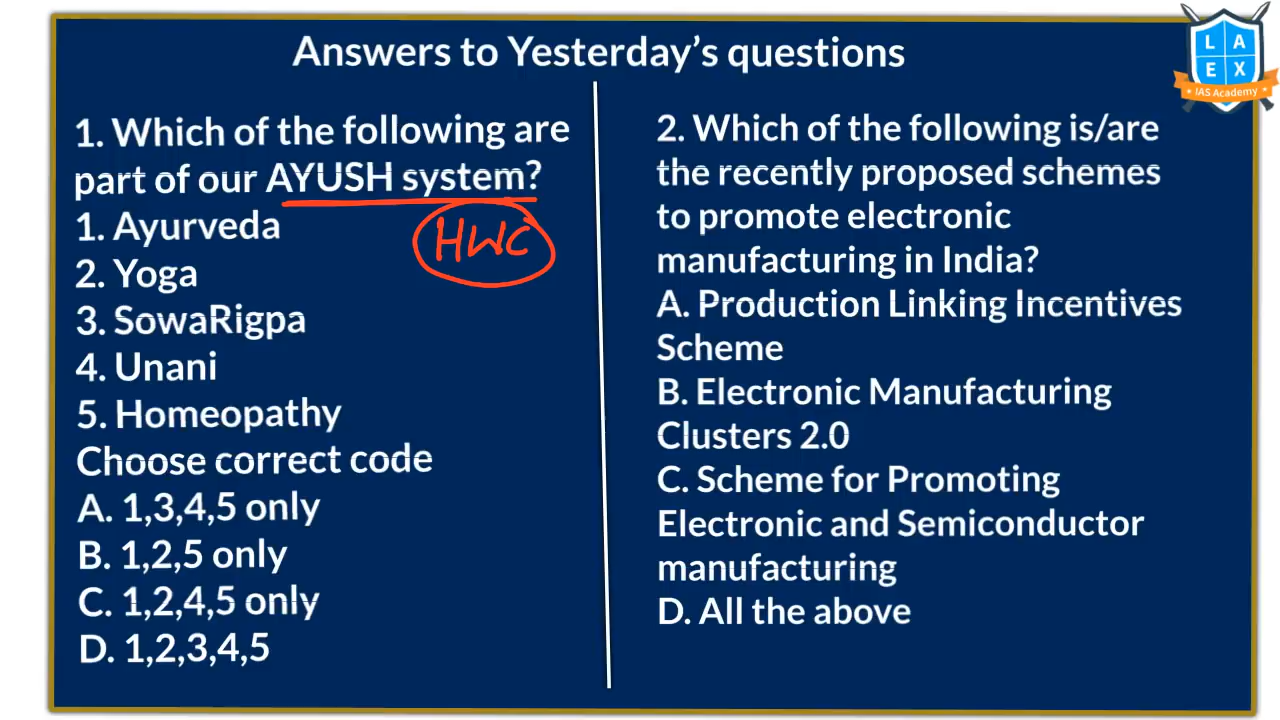 Answers to Yesterday's questions
1. Which of the following are
part of our AYUSH system?
1. Ayurveda
HWC
2. Yoga
3. SowaRigpa
4. Unani
5. Homeopathy
Choose correct code
A. 1,3,4,5 only
B. 1,2,5 only
C. 1,2,4,5 only
D. 1,2,3,4,5
2. Which of the following is/are
the recently proposed schemes
to promote electronic
manufacturing in India?
A. Production Linking Incentives
Scheme
B. Electronic Manufacturing
Clusters 2.0
C. Scheme for Promoting
Electronic and Semiconductor
manufacturing
D. All the above
L A
E X
IAS Academy